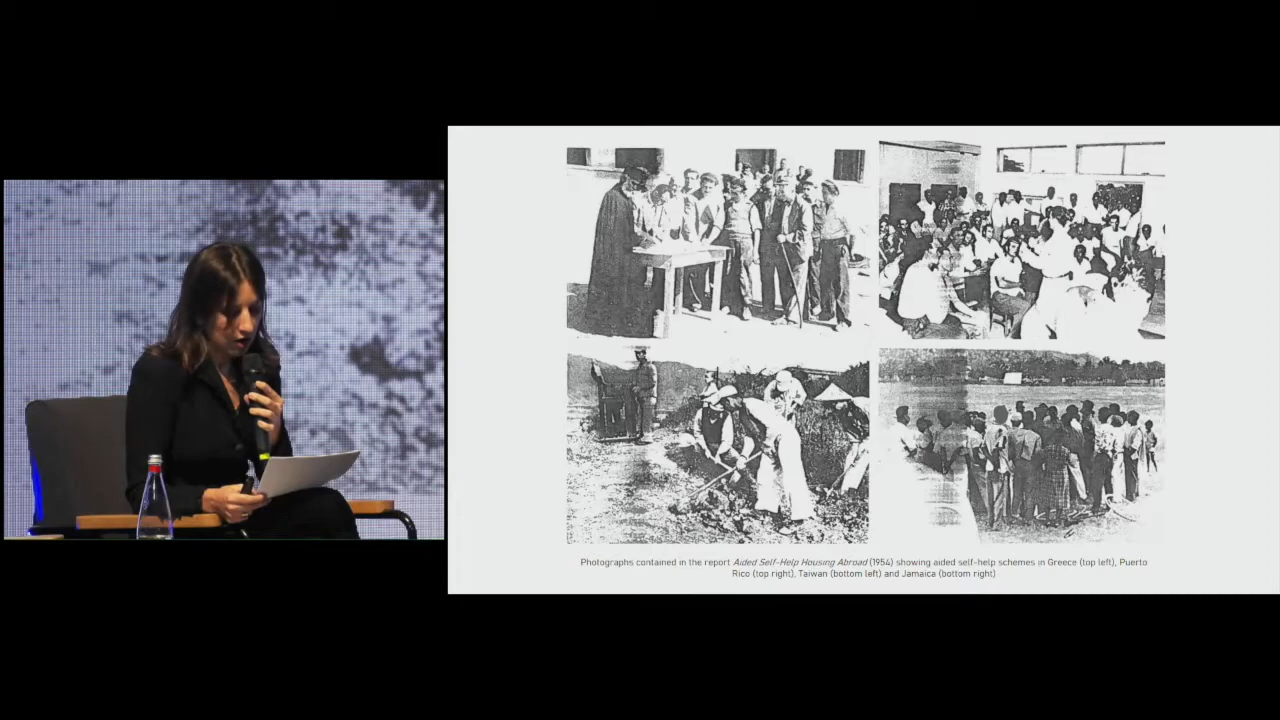 Photographs contained in the report Aided Self-Help Housing Abroad (1954) showing aided self-help schemes in Greece (top left), Puerto
Rico (top right), Taiwan (bottom left) and Jamaica (bottom right)